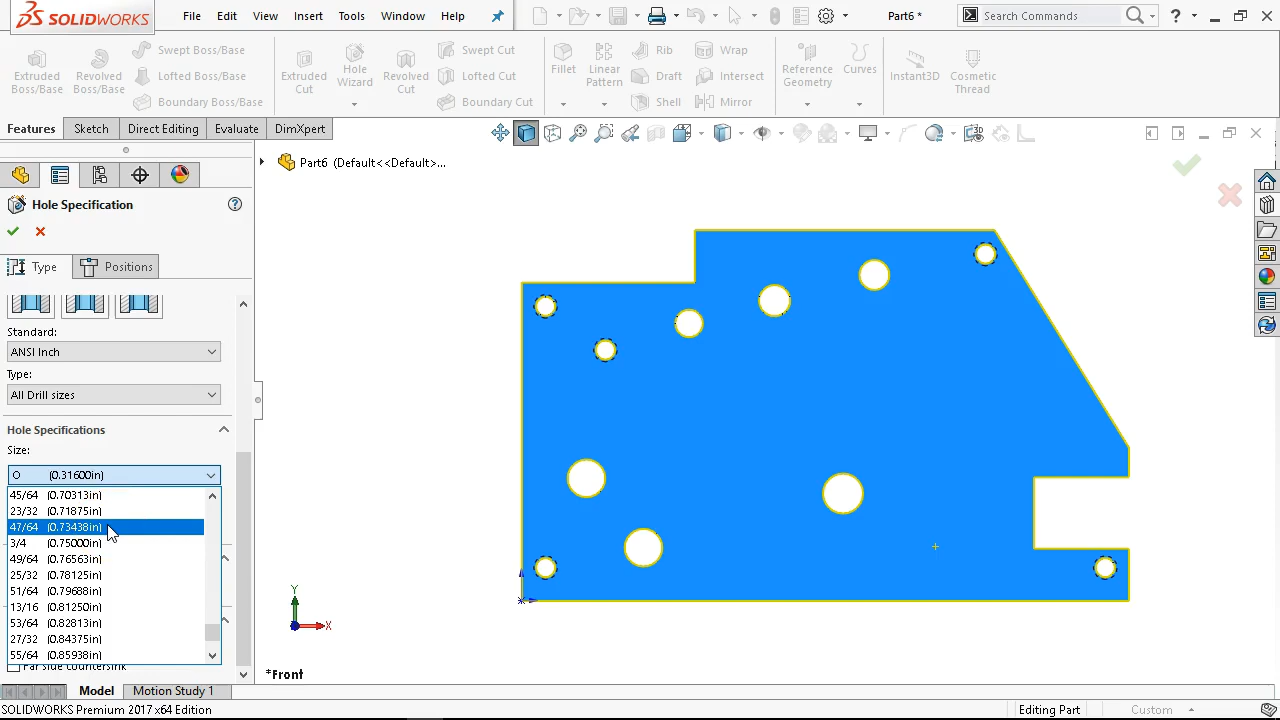 SOLIDWORKS
File
Edit
View
Insert
Tools
Window
Help
Part6 *
Search Commands
Extruded Boss/Base
Revolved Boss/Base
Swept Boss/Base
Lofted Boss/Base
Boundary Boss/Base
Extruded Cut
Hole Wizard
Revolved Cut
Swept Cut
Lofted Cut
Boundary Cut
Fillet
Linear Pattern
Rib
Draft
Shell
Wrap
Intersect
Mirror
Reference Geometry
Curves
Instant3D
Cosmetic Thread
Features
Sketch
Direct Editing
Evaluate
DimXpert
Part6 (Default<<Default>...
Hole Specification
Type
Positions
Standard:
ANSI Inch
Type:
All Drill sizes
Hole Specifications
Size:
O (0.31600in)
45/64 (0.70313in)
23/32 (0.71875in)
47/64 (0.73438in)
3/4 (0.75000in)
49/64 (0.76563in)
25/32 (0.78125in)
51/64 (0.79688in)
13/16 (0.81250in)
53/64 (0.82813in)
27/32 (0.84375in)
55/64 (0.85938in)
Far side countersink
Y
X
*Front
Model
Motion Study 1
SOLIDWORKS Premium 2017 x64 Edition
Editing Part
Custom